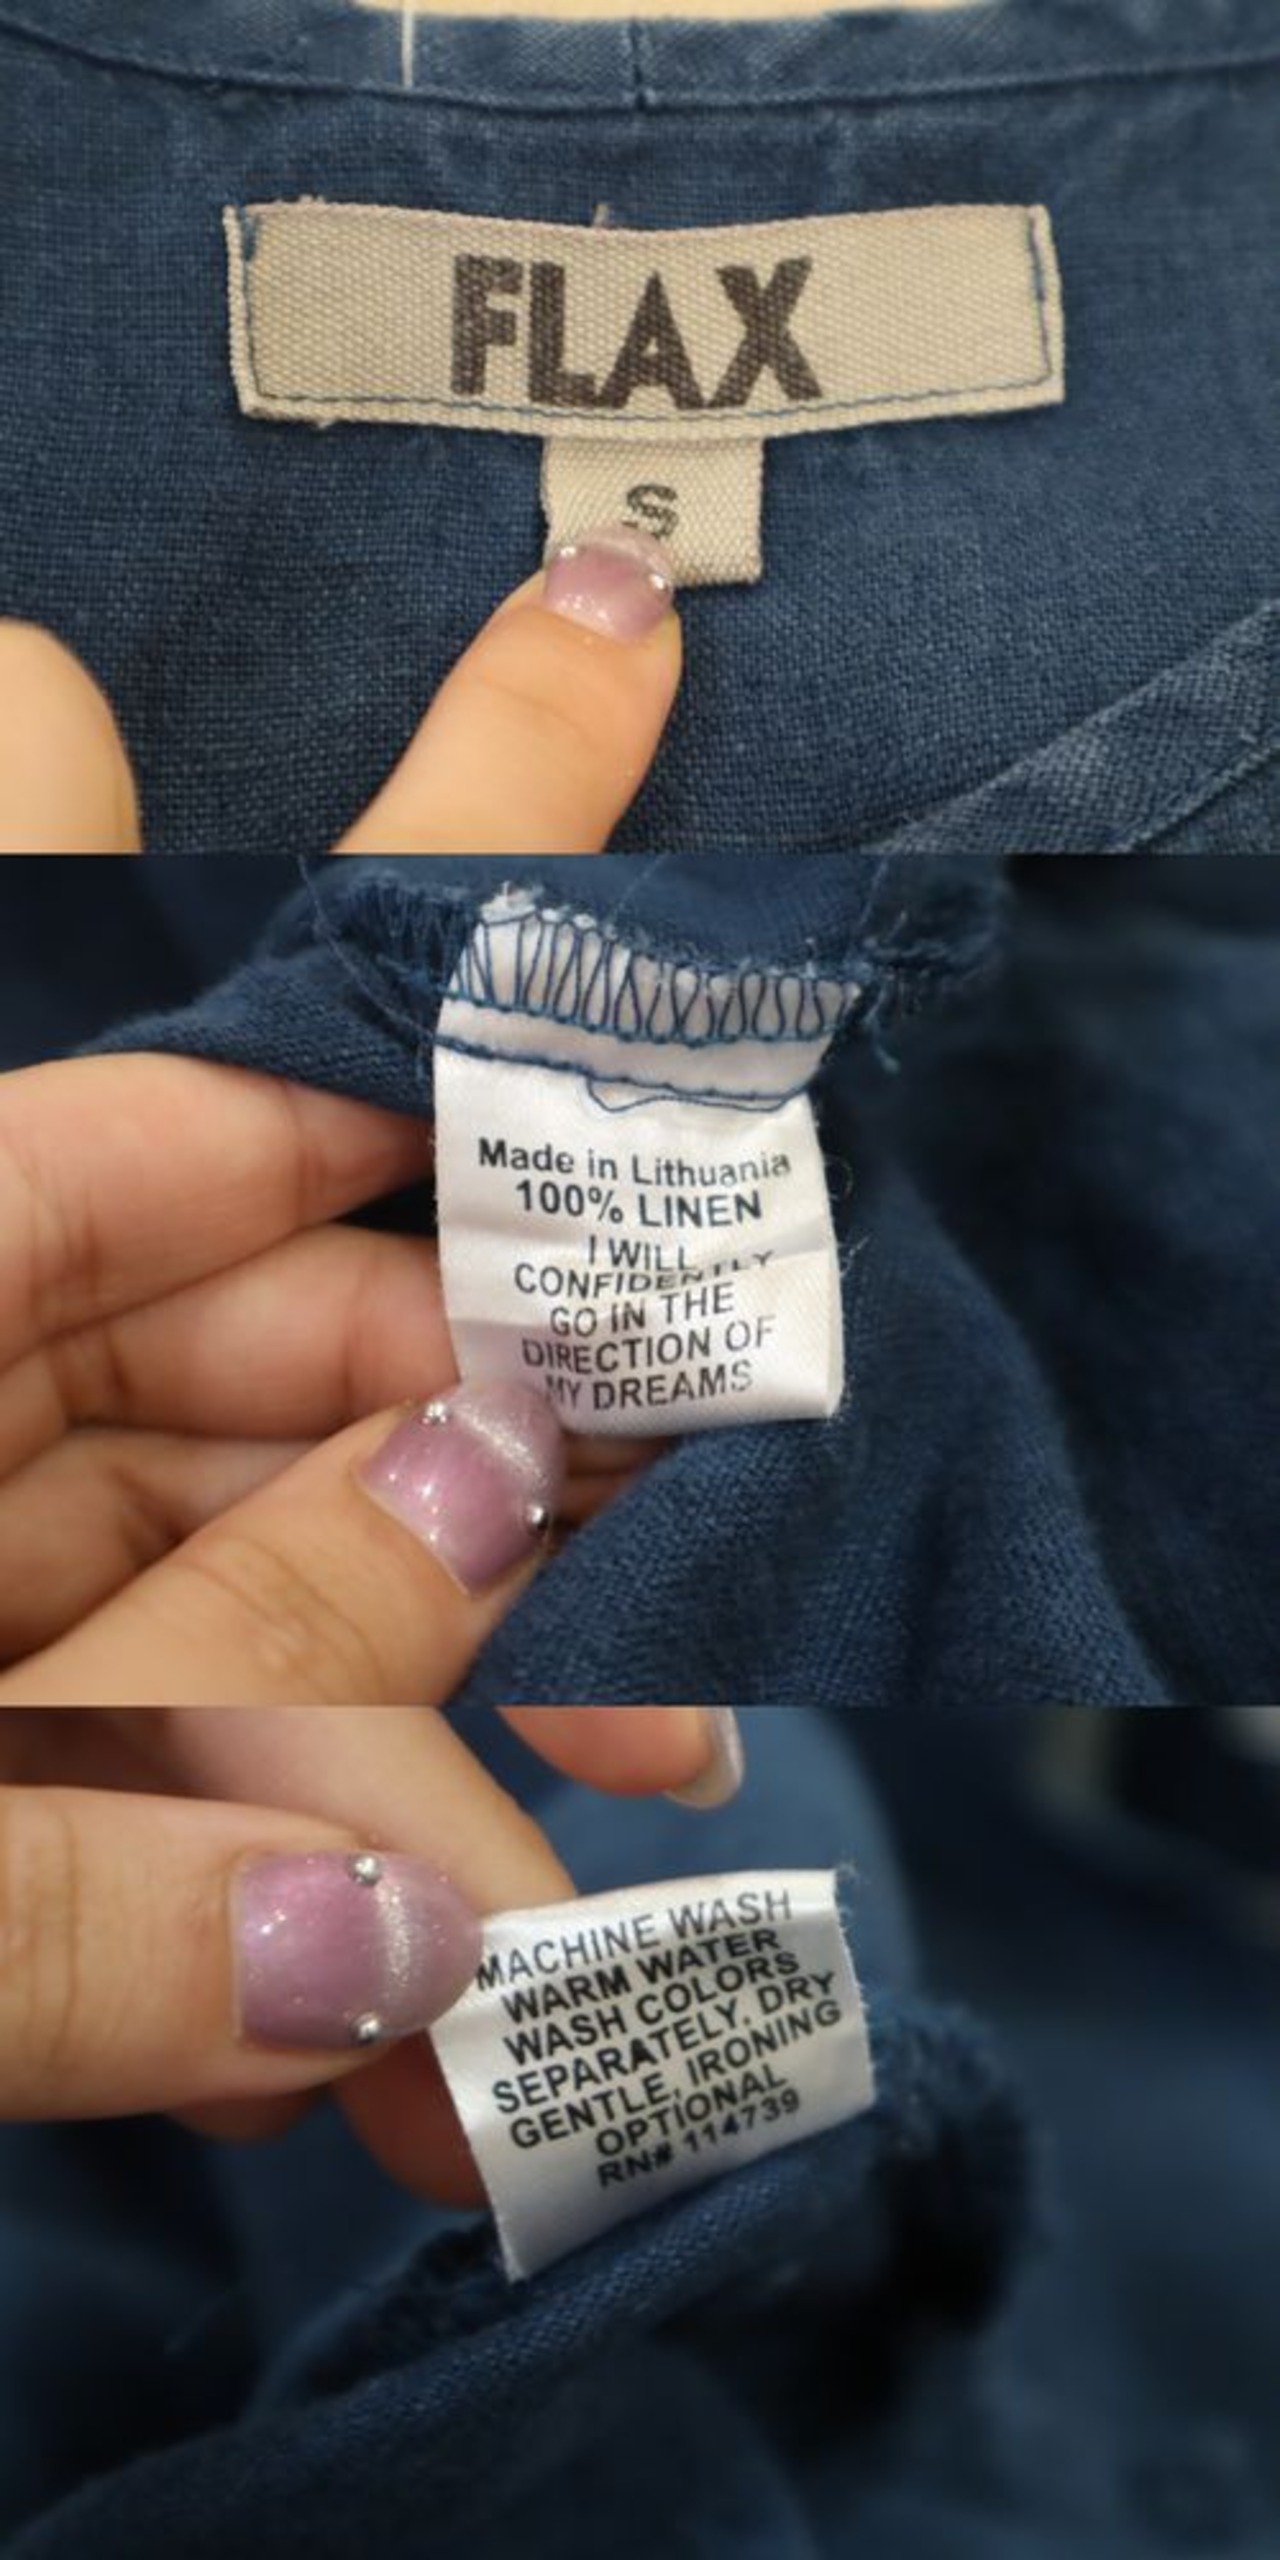 FLAX
S
Made in Lithuania
100% LINEN
I WILL
CONFIDENTLY
GO IN THE
DIRECTION OF
MY DREAMS
MACHINE WASH
WARM WATER
WASH COLORS
SEPARATELY. DRY
GENTLE, IRONING
OPTIONAL
RN# 114739